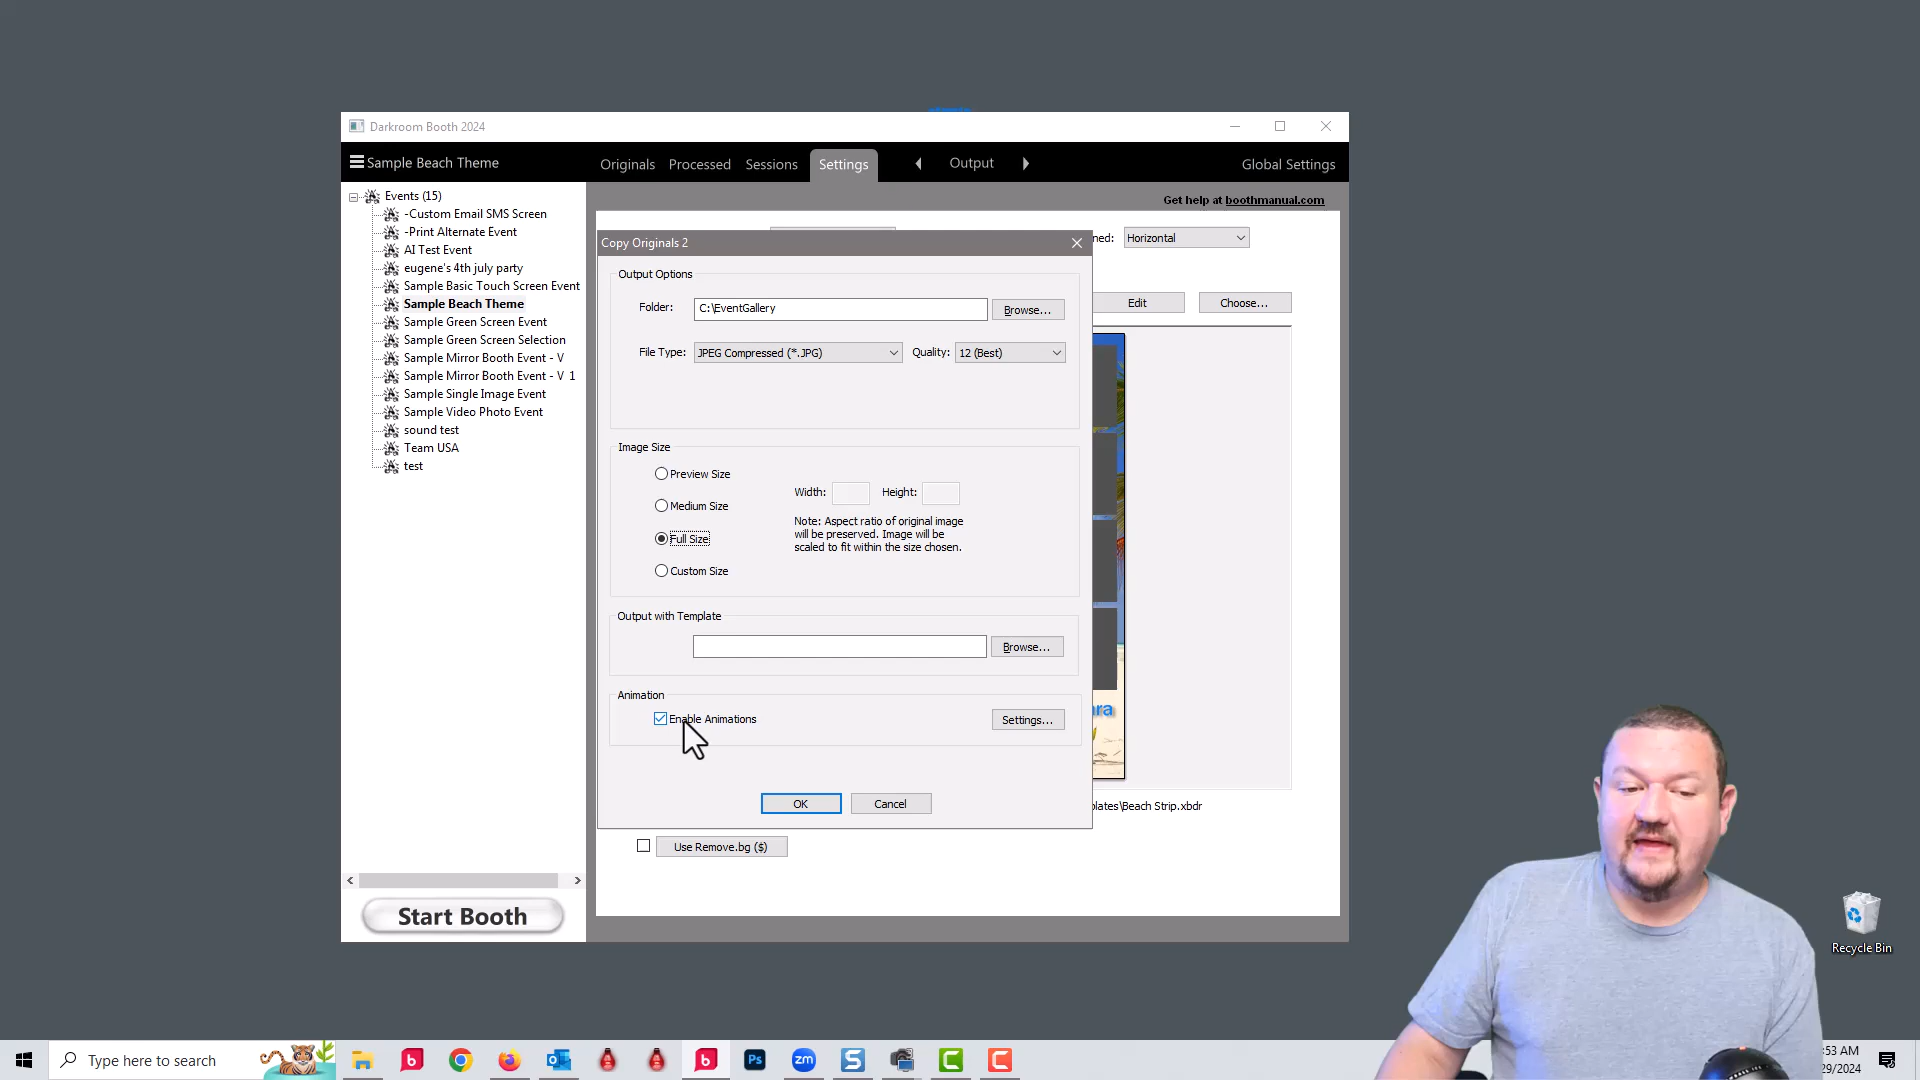 Darkroom Booth 2024
Sample Beach Theme
Originals
Processed
Sessions
Settings
Output
Global Settings
Events (15)
-Custom Email SMS Screen
-Print Alternate Event
AI Test Event
eugene's 4th july party
Sample Basic Touch Screen Event
Sample Beach Theme
Sample Green Screen Event
Sample Green Screen Selection
Sample Mirror Booth Event - V
Sample Mirror Booth Event - V 1
Sample Single Image Event
Sample Video Photo Event
sound test
Team USA
test
Start Booth
Get help at boothmanual.com
ned:
Horizontal
Edit
Choose...
Copy Originals 2
Output Options
Folder:
C:\EventGallery
Browse...
File Type:
JPEG Compressed (*.JPG)
Quality:
12 (Best)
Image Size
Preview Size
Medium Size
Full Size
Custom Size
Width:
Height:
Note: Aspect ratio of original image
will be preserved. Image will be
scaled to fit within the size chosen.
Output with Template
Browse...
Animation
Enable Animations
Settings...
OK
Cancel
ara
plates\Beach Strip.xbdr
Use Remove.bg ($)
Recycle Bin
Type here to search
b
Ps
zm
S
b
C
C
:53 AM
29/2024